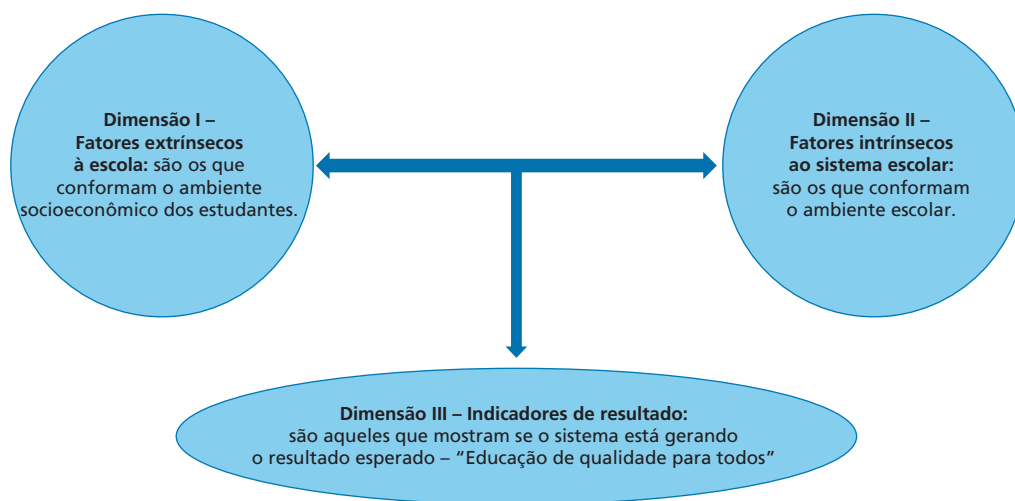 Dimensão I –
Fatores extrínsecos
à escola: são os que
conformam o ambiente
socioeconômico dos estudantes.
Dimensão II –
Fatores intrínsecos
ao sistema escolar:
são os que conformam
o ambiente escolar.
Dimensão III – Indicadores de resultado:
são aqueles que mostram se o sistema está gerando
o resultado esperado – “Educação de qualidade para todos”